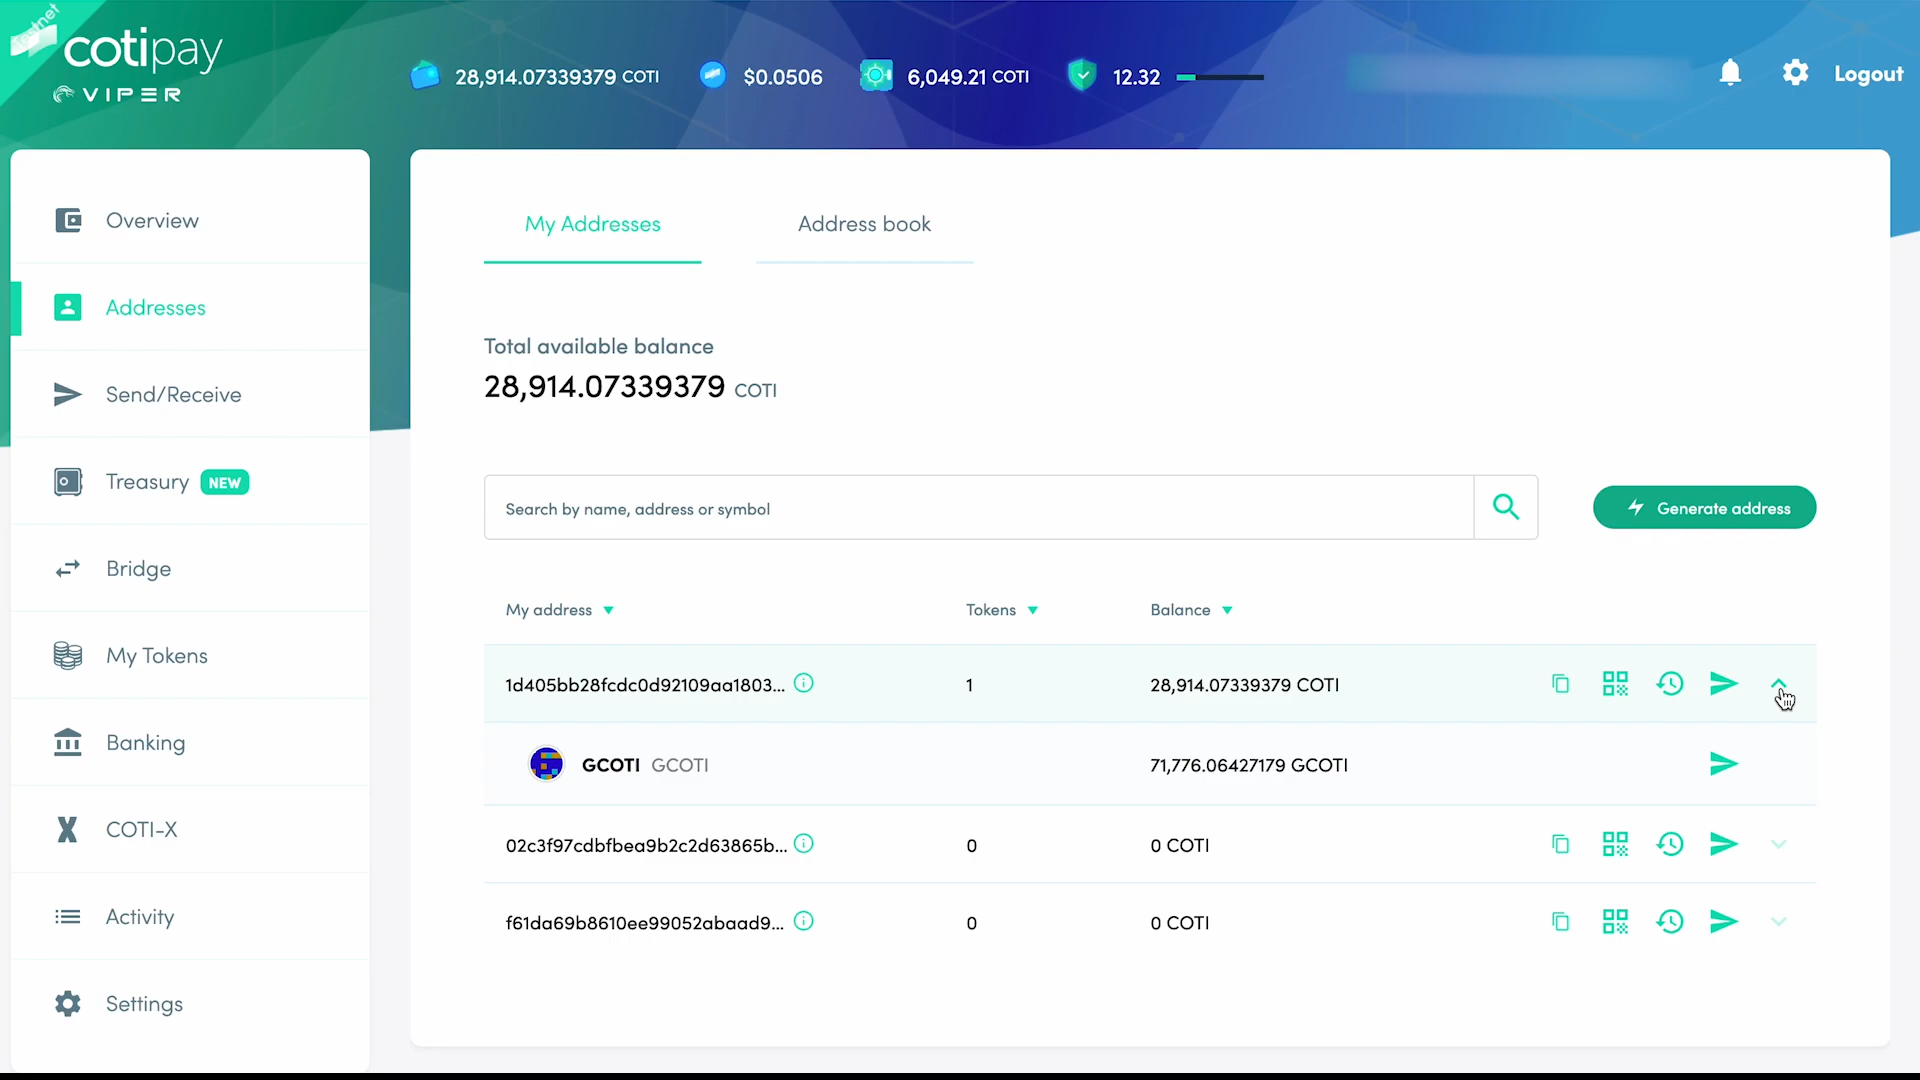 Testnet
cotipay
VIPER
28,914.07339379 COTI
$0.0506
6,049.21 COTI
12.32
Logout
Overview
Addresses
Send/Receive
Treasury NEW
Bridge
My Tokens
Banking
COTI-X
Activity
Settings
My Addresses
Address book
Total available balance
28,914.07339379 COTI
Search by name, address or symbol
Generate address
My address Tokens Balance
1d405bb28fcdc0d92109aa1803... 1 28,914.07339379 COTI
GCOTI GCOTI 71,776.06427179 GCOTI
02c3f97cdbfbea9b2c2d63865b... 0 0 COTI
f61da69b8610ee99052abaad9... 0 0 COTI